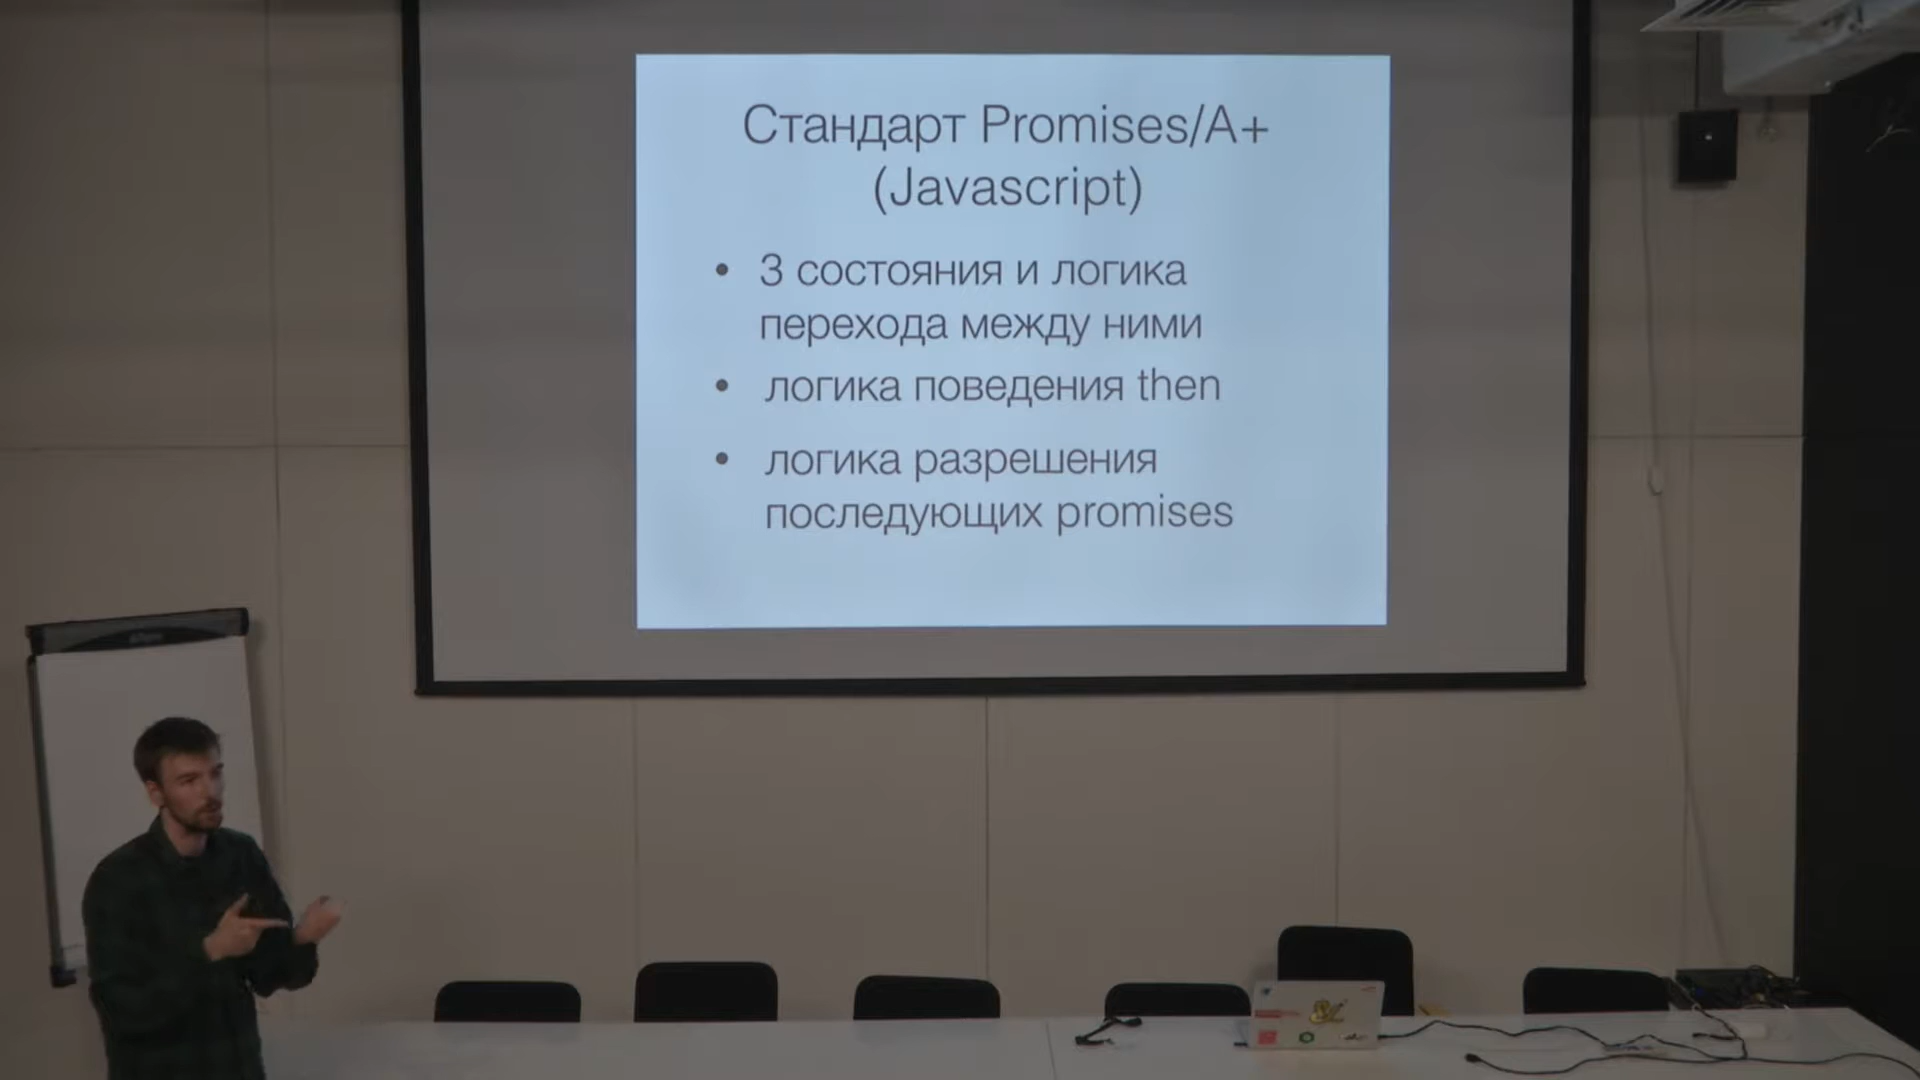 Стандарт Promises/A+
(Javascript)
• 3 состояния и логика
перехода между ними
• логика поведения then
• логика разрешения
последующих promises